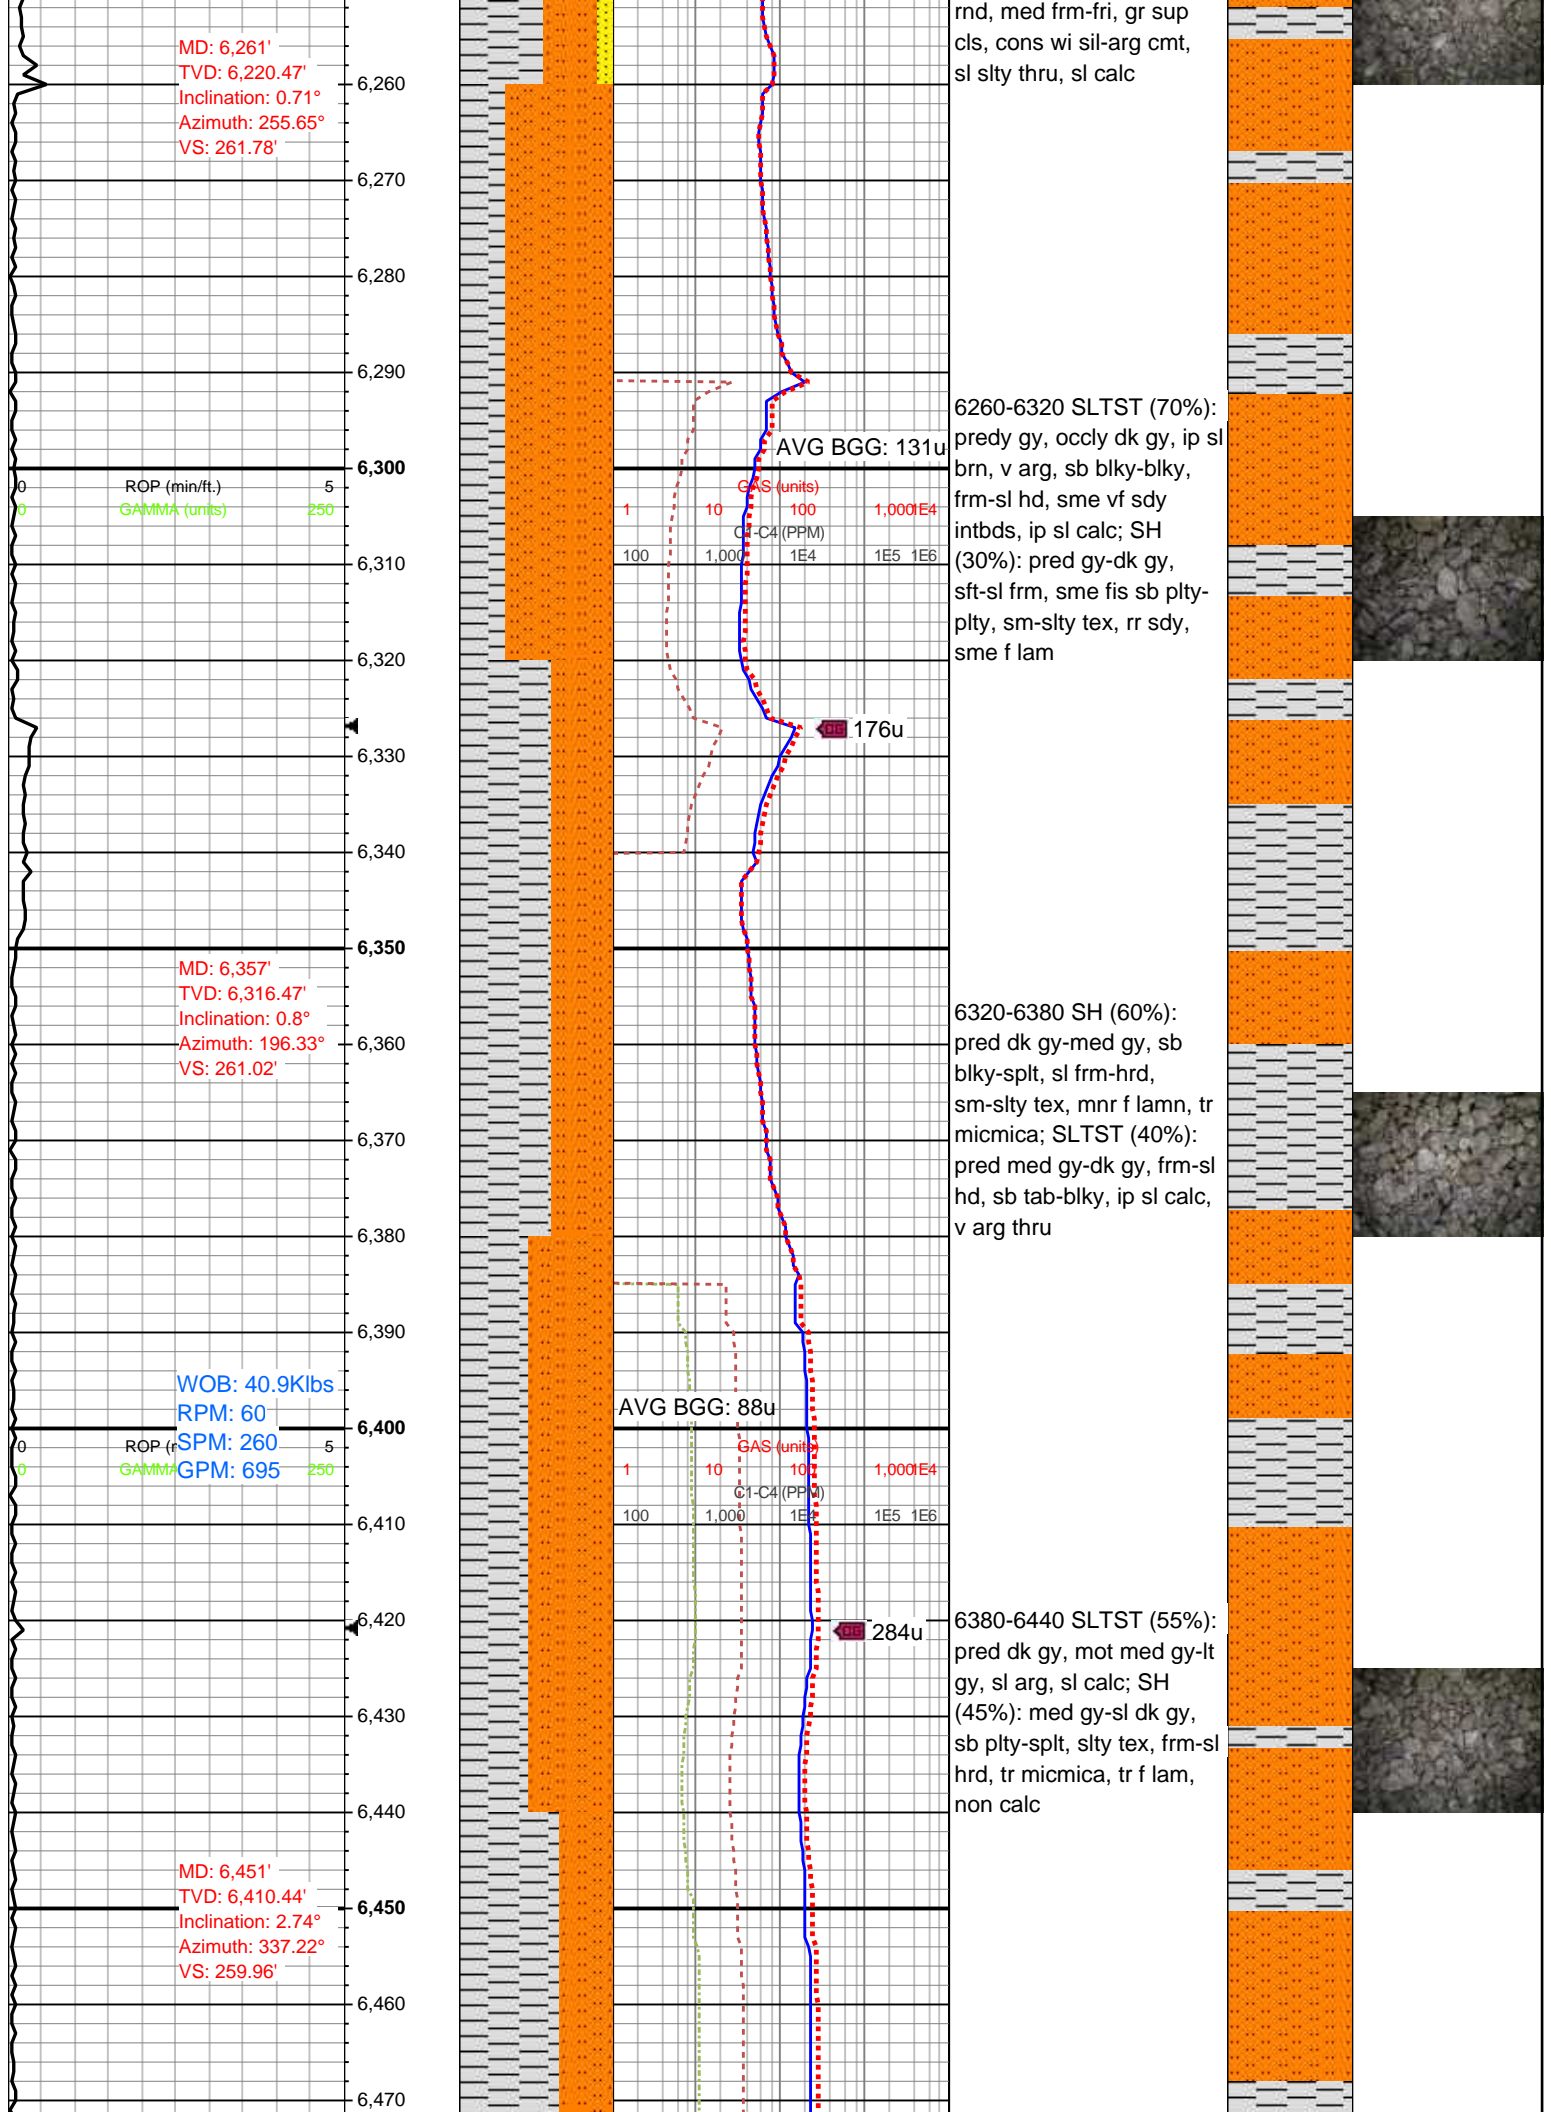 rnd, med frm-fri, gr sup
cls, cons wi sil-arg cmt,
sl slty thru, sl calc
MD: 6,261'
TVD: 6,220.47'
Inclination: 0.71°
Azimuth: 255.65°
VS: 261.78'
6,260
6,270
6,280
6,290
6260-6320 SLTST (70%):
predy gy, occly dk gy, ip sl
brn, v arg, sb blky-blky,
frm-sl hd, sme vf sdy
intbds, ip sl calc; SH
(30%): pred gy-dk gy,
sft-sl frm, sme fis sb plty-
plty, sm-slty tex, rr sdy,
sme f lam
AVG BGG: 131u
6,300
0 ROP (min/ft.) 5
0 GAMMA (units) 250
GAS (units)
1 10 100 1,000 1E4
C1-C4 (PPM)
100 1,000 1E4 1E5 1E6
6,310
6,320
CG 176u
6,330
6,340
6,350
MD: 6,357'
TVD: 6,316.47'
Inclination: 0.8°
Azimuth: 196.33°
VS: 261.02'
6,360
6,370
6,380
6320-6380 SH (60%):
pred dk gy-med gy, sb
blky-splt, sl frm-hrd,
sm-slty tex, mnr f lamn, tr
micmica; SLTST (40%):
pred med gy-dk gy, frm-sl
hd, sb tab-blky, ip sl calc,
v arg thru
6,390
WOB: 40.9Klbs
RPM: 60
SPM: 260
GPM: 695
AVG BGG: 88u
6,400
0 ROP (r 5
0 GAMMA 250
GAS (units)
1 10 100 1,000 1E4
C1-C4 (PPM)
100 1,000 1E4 1E5 1E6
6,410
6,420
CG 284u
6380-6440 SLTST (55%):
pred dk gy, mot med gy-lt
gy, sl arg, sl calc; SH
(45%): med gy-sl dk gy,
sb plty-splt, slty tex, frm-sl
hrd, tr micmica, tr f lam,
non calc
6,430
6,440
MD: 6,451'
TVD: 6,410.44'
Inclination: 2.74°
Azimuth: 337.22°
VS: 259.96'
6,450
6,460
6,470